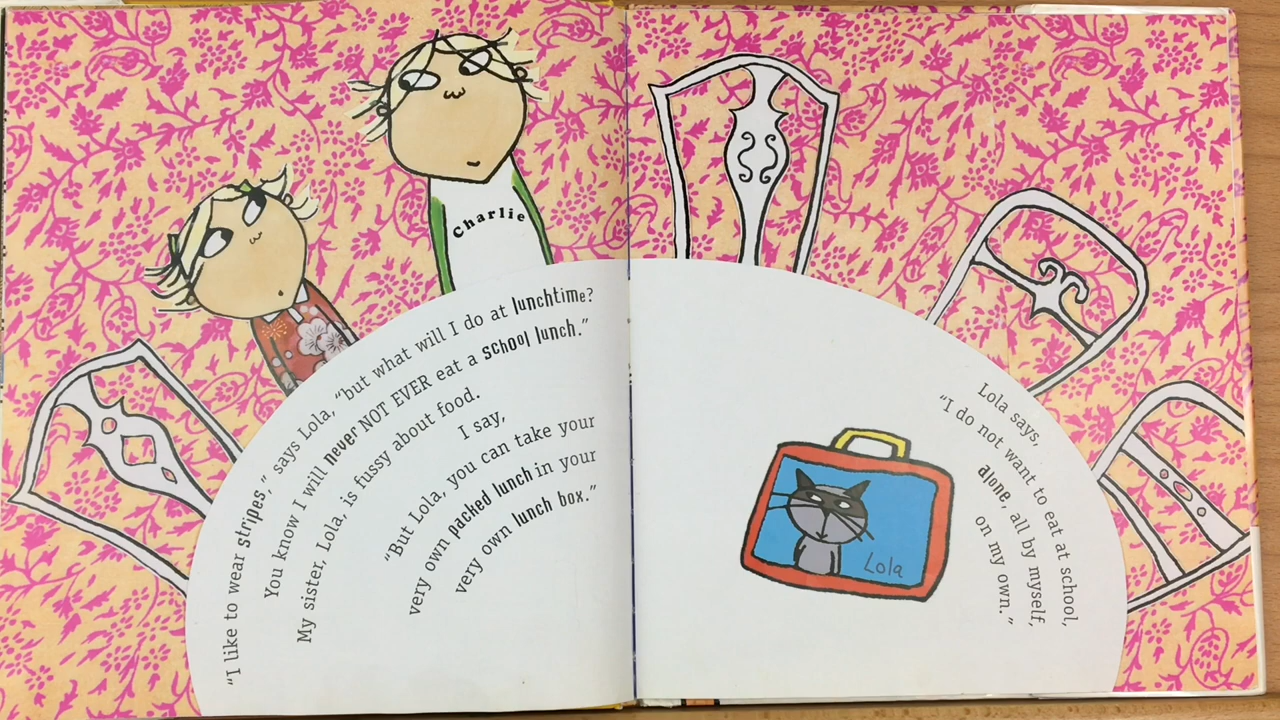 Charlie
"I like to wear stripes," says Lola, "but what will I do at lunchtime?
You know I will never NOT EVER eat a school lunch."
My sister, Lola, is fussy about food.
I say,
"But Lola, you can take your
very own packed lunch in your
very own lunch box."
Lola
Lola says,
"I do not want to eat at school,
alone, all by myself,
on my own."